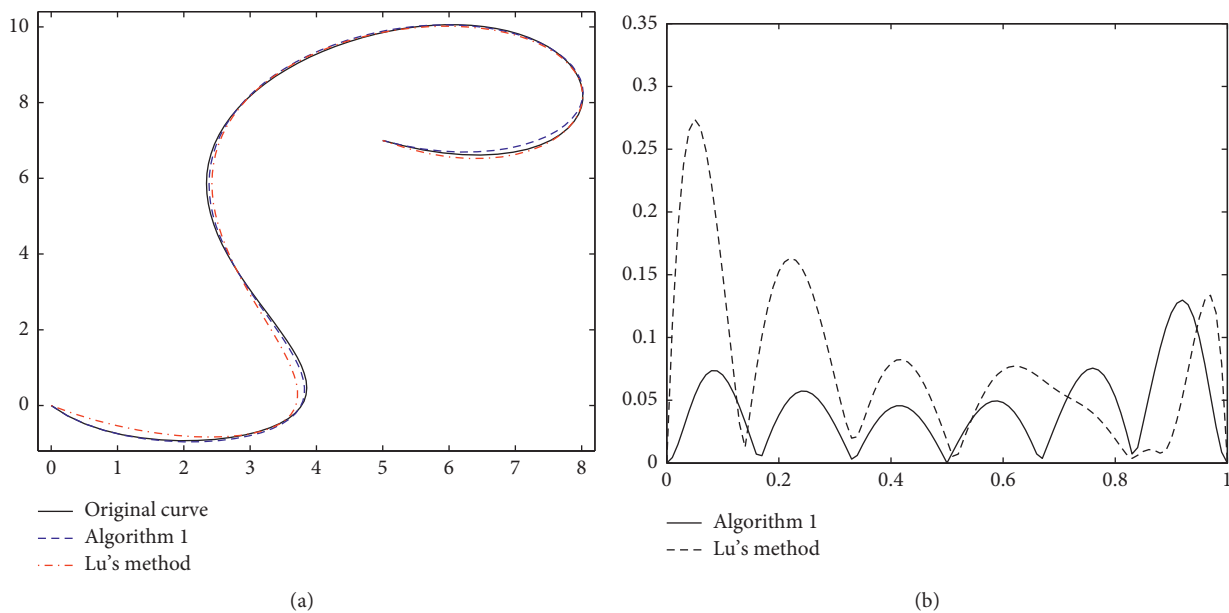 10
8
6
4
2
0
0 1 2 3 4 5 6 7 8
Original curve
Algorithm 1
Lu's method
(a)
0.35
0.3
0.25
0.2
0.15
0.1
0.05
0
0 0.2 0.4 0.6 0.8 1
Algorithm 1
Lu's method
(b)